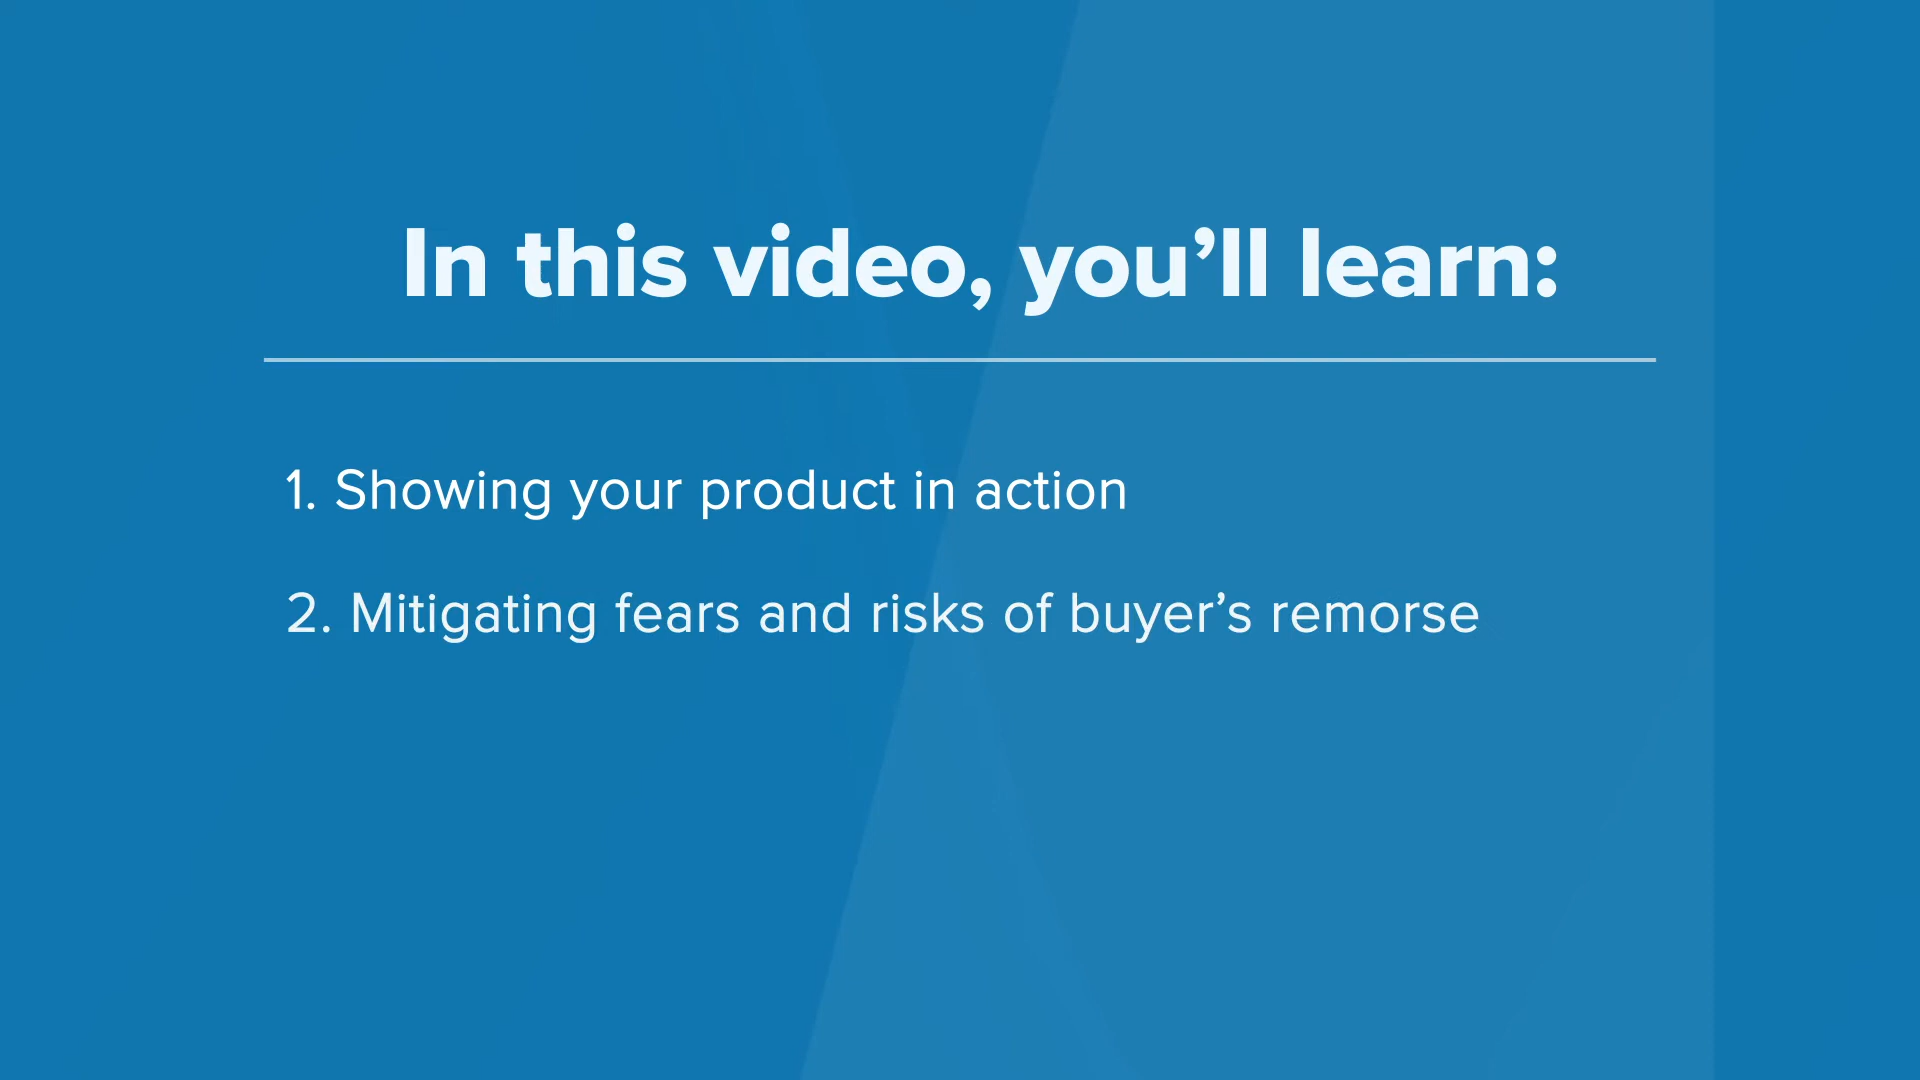 In this video, you’ll learn:
1. Showing your product in action
2. Mitigating fears and risks of buyer’s remorse